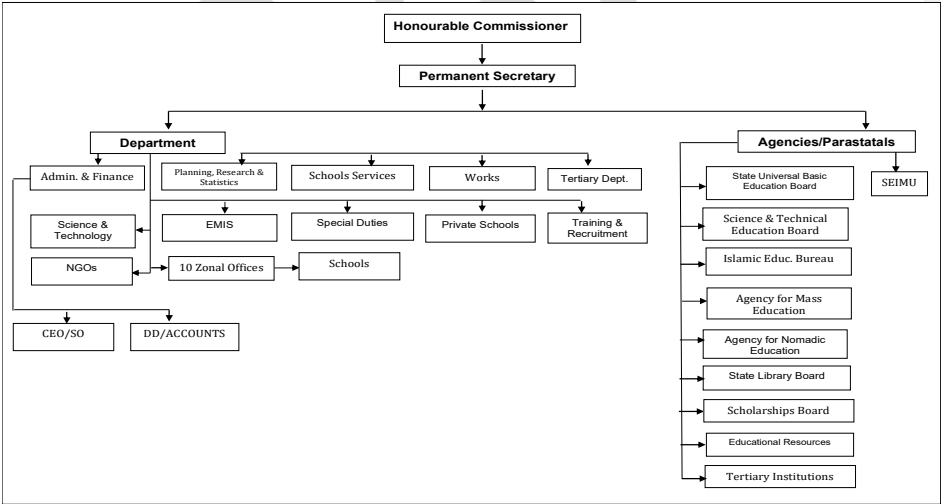 Honourable Commissioner
Permanent Secretary
Department
Agencies/Parastatals
Admin. & Finance
Planning, Research &
Statistics
Schools Services
Works
Tertiary Dept.
State Universal Basic
Education Board
SEIMU
Science &
Technology
EMIS
Special Duties
Private Schools
Training &
Recruitment
Science & Technical
Education Board
NGOs
10 Zonal Offices
Schools
Islamic Educ. Bureau
Agency for Mass
Education
CEO/SO
DD/ACCOUNTS
Agency for Nomadic
Education
State Library Board
Scholarships Board
Educational Resources
Tertiary Institutions